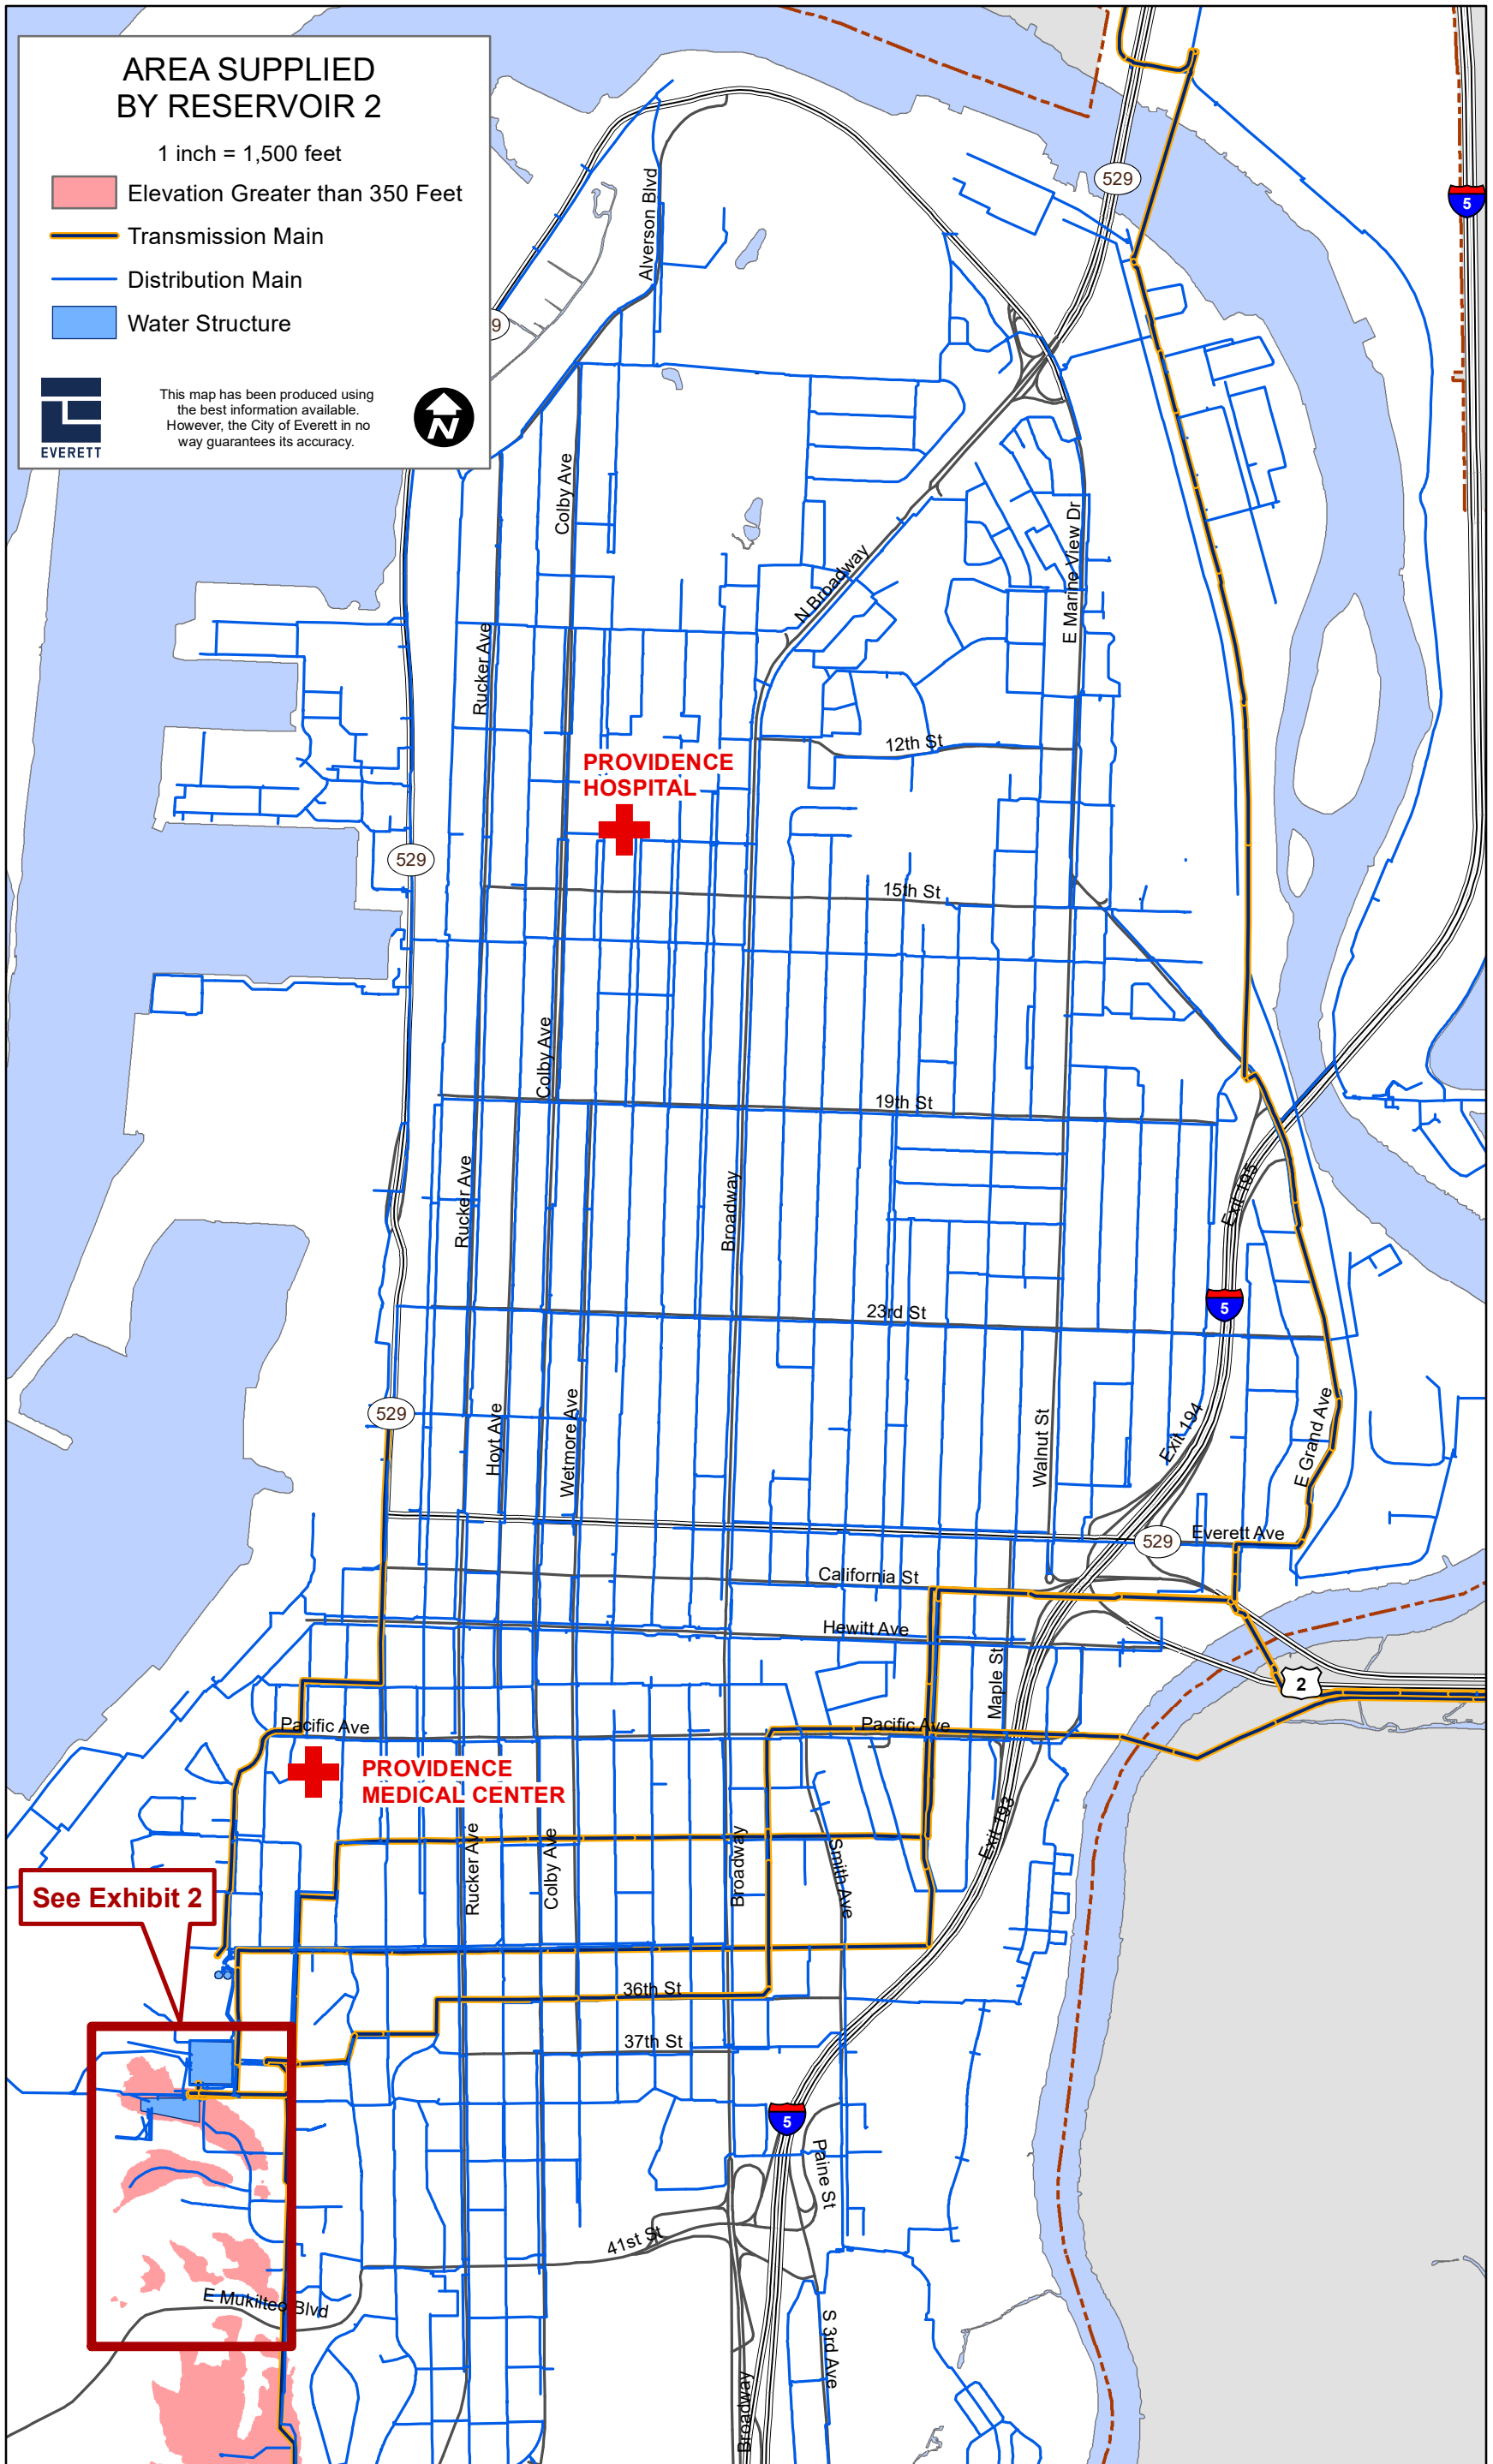 AREA SUPPLIED
BY RESERVOIR 2
1 inch = 1,500 feet
Elevation Greater than 350 Feet
Transmission Main
Distribution Main
Water Structure
EVERETT
This map has been produced using
the best information available.
However, the City of Everett in no
way guarantees its accuracy.
N
529
5
Alverson Blvd
9
Colby Ave
N Broadway
E Marine View Dr
Rucker Ave
12th St
PROVIDENCE
HOSPITAL
529
15th St
Colby Ave
19th St
Rucker Ave
Broadway
Exit 195
5
23rd St
529
Hoyt Ave
Wetmore Ave
Walnut St
Exit 194
E Grand Ave
529
Everett Ave
California St
Hewitt Ave
Maple St
2
Pacific Ave
Pacific Ave
PROVIDENCE
MEDICAL CENTER
Exit 193
Rucker Ave
Colby Ave
Broadway
Smith Ave
See Exhibit 2
36th St
37th St
5
Paine St
41st St
E Mukilteo Blvd
S 3rd Ave
Broadway